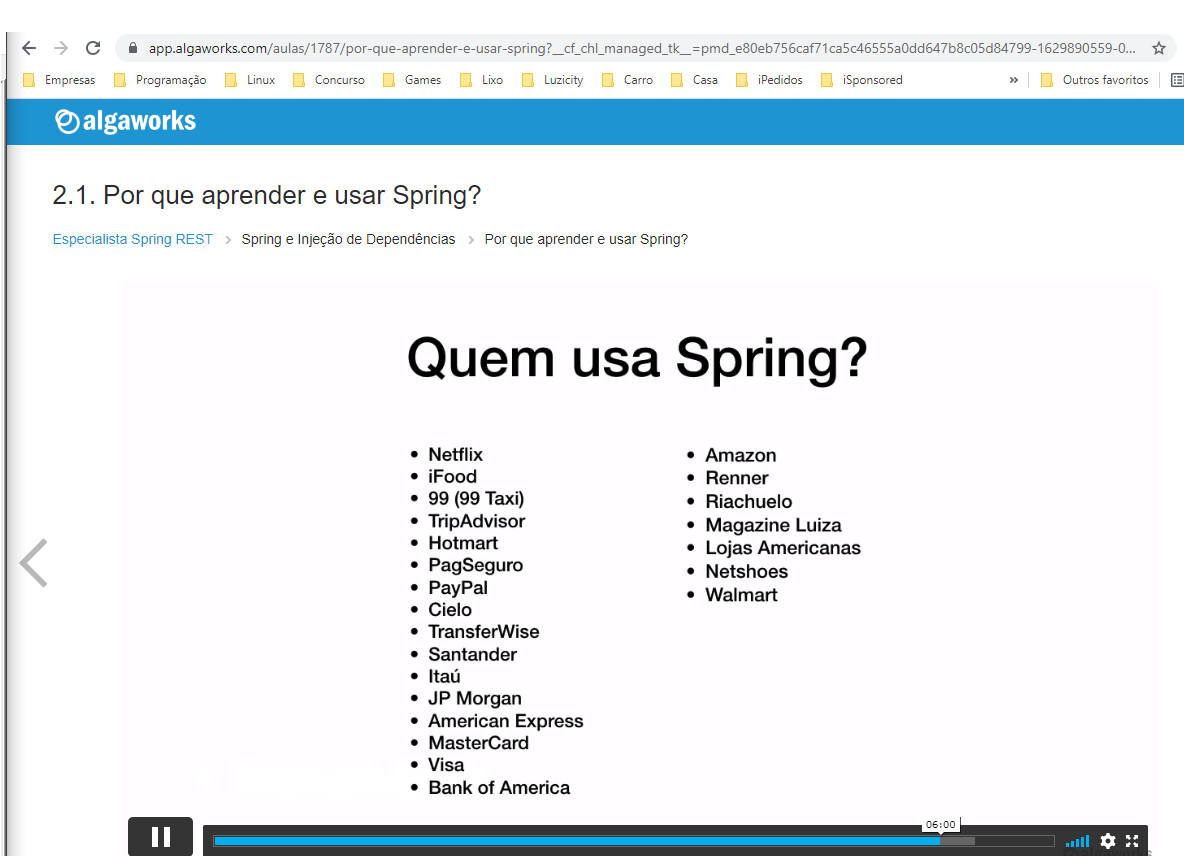 app.algaworks.com/aulas/1787/por-que-aprender-e-usar-spring?__cf_chl_managed_tk__=pmd_e80eb756caf71ca5c46555a0dd647b8c05d84799-1629890559-0...
Empresas Programação Linux Concurso Games Lixo Luzicity Carro Casa iPedidos iSponsored » Outros favoritos
algaworks
2.1. Por que aprender e usar Spring?
Especialista Spring REST > Spring e Injeção de Dependências > Por que aprender e usar Spring?
Quem usa Spring?
• Netflix
• iFood
• 99 (99 Taxi)
• TripAdvisor
• Hotmart
• PagSeguro
• PayPal
• Cielo
• TransferWise
• Santander
• Itaú
• JP Morgan
• American Express
• MasterCard
• Visa
• Bank of America
• Amazon
• Renner
• Riachuelo
• Magazine Luiza
• Lojas Americanas
• Netshoes
• Walmart
06:00